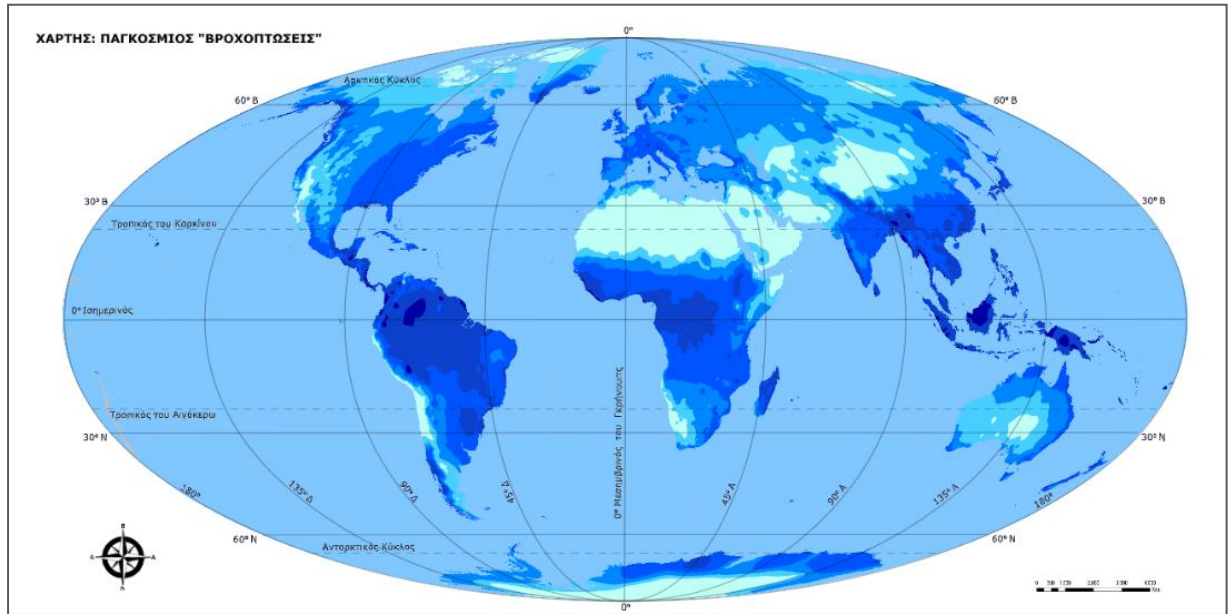 ΧΑΡΤΗΣ: ΠΑΓΚΟΣΜΙΟΣ "ΒΡΟΧΟΠΤΩΣΕΙΣ"
0°
Αρκτικός Κύκλος
60° Β
60° Β
30° Β
30° Β
Τροπικός του Καρκίνου
0° Ισημερινός
Τροπικός του Αιγόκερω
30° Ν
30° Ν
180°
135° Δ
90° Δ
45° Δ
0° Μεσημβρινός του Γκρήνουιτς
45° Α
90° Α
135° Α
180°
60° Ν
60° Ν
Ανταρκτικός Κύκλος
0°
Β
Δ
Α
Ν